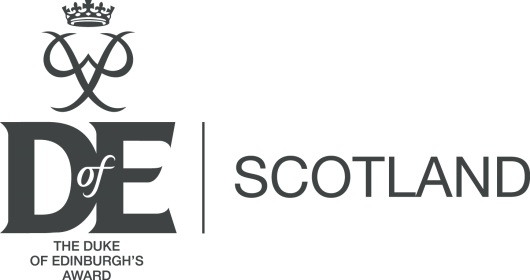 DofE
SCOTLAND
THE DUKE
OF EDINBURGH'S
AWARD